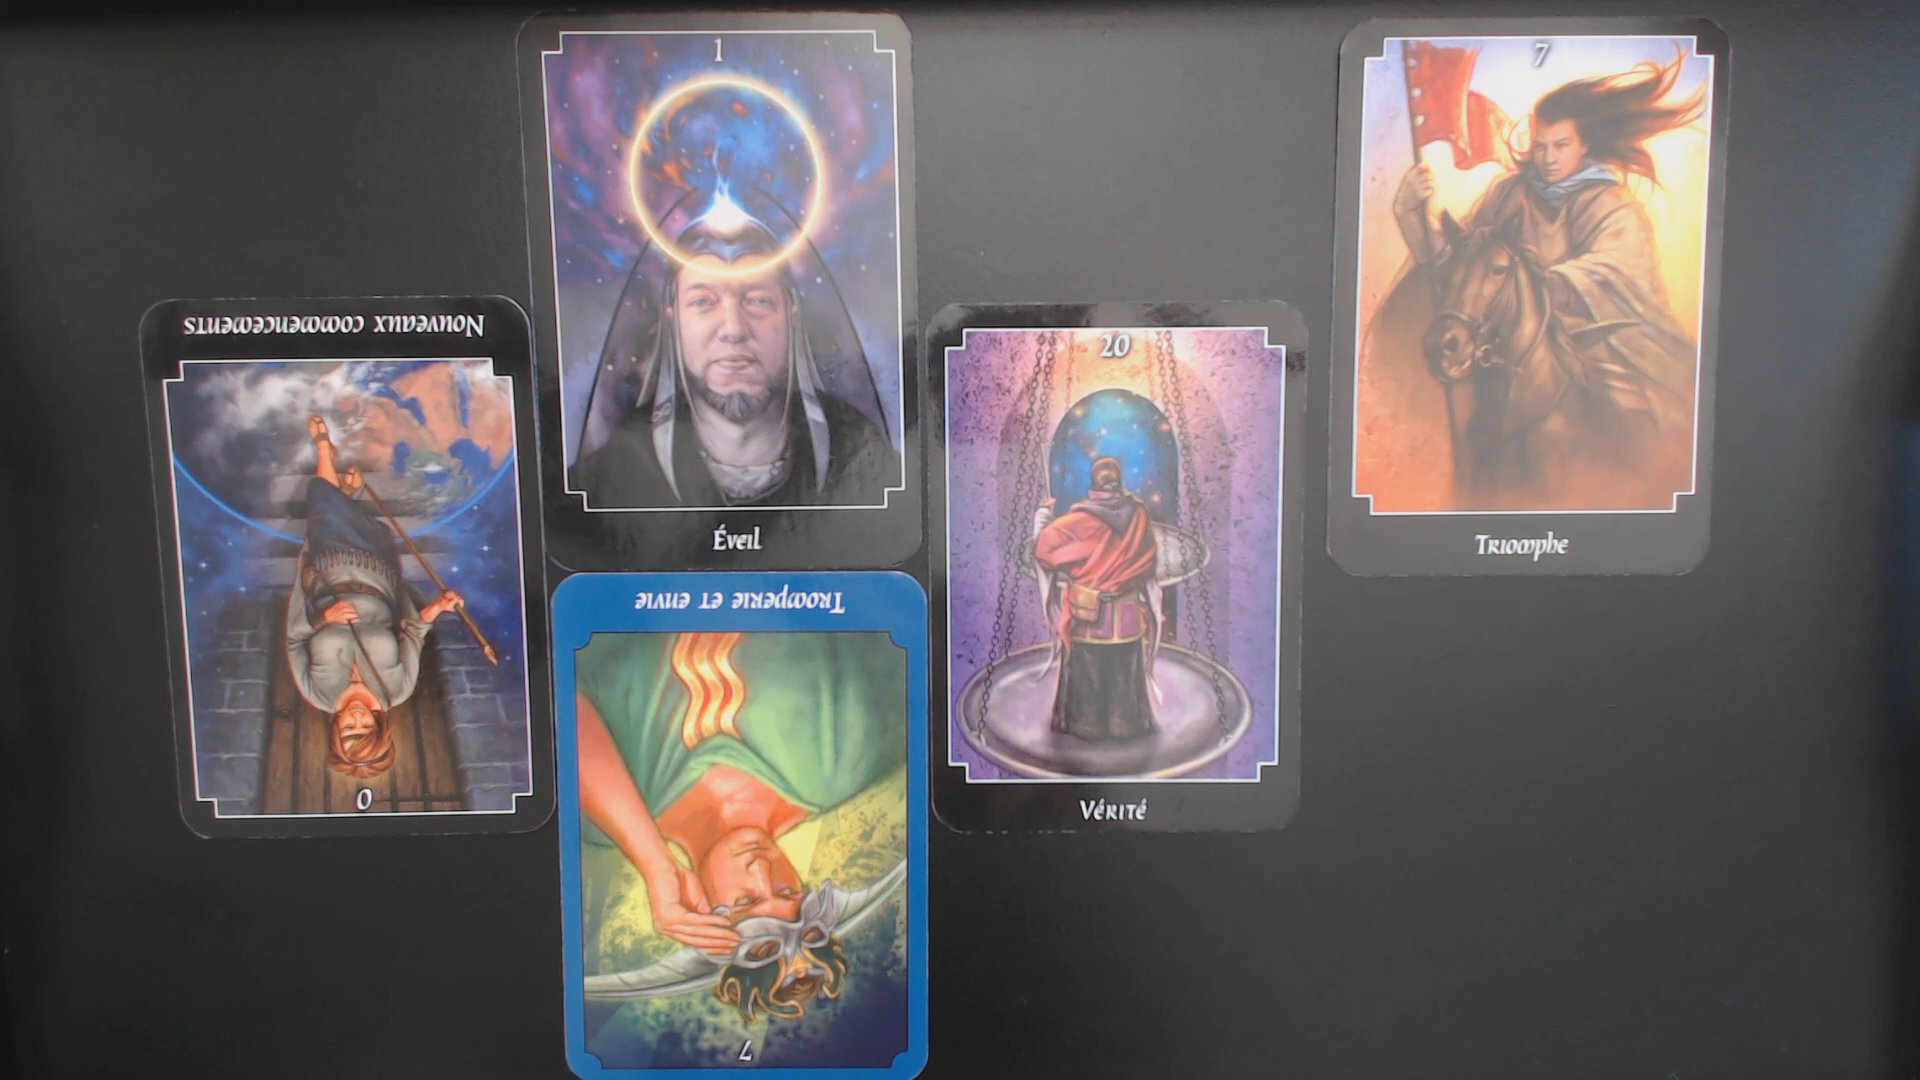 1
Éveil
7
Triomphe
Nouveaux commencements
0
20
Vérité
Tromperie et envie
7